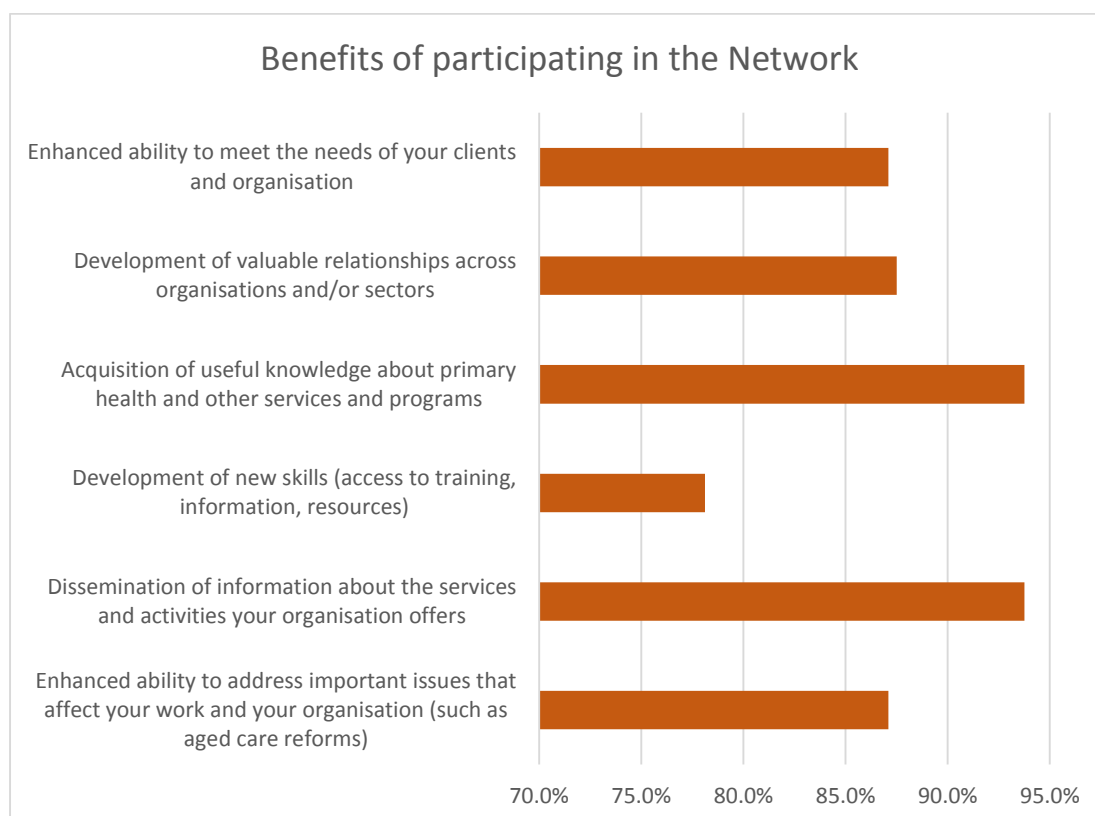 Benefits of participating in the Network
Enhanced ability to meet the needs of your clients
and organisation
Development of valuable relationships across
organisations and/or sectors
Acquisition of useful knowledge about primary
health and other services and programs
Development of new skills (access to training,
information, resources)
Dissemination of information about the services
and activities your organisation offers
Enhanced ability to address important issues that
affect your work and your organisation (such as
aged care reforms)
70.0% 75.0% 80.0% 85.0% 90.0% 95.0%